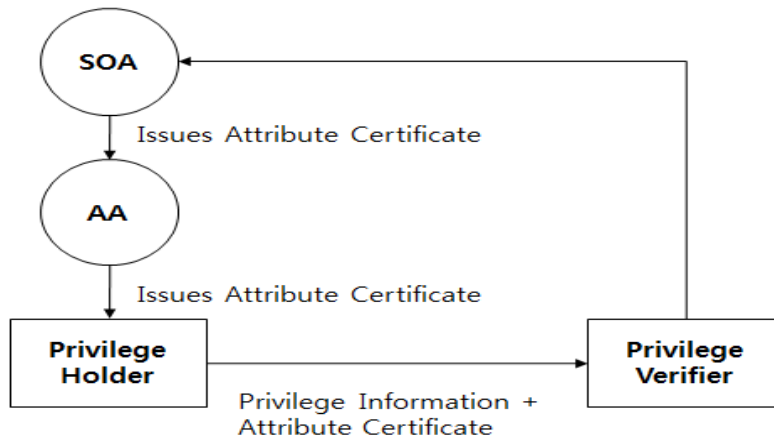 SOA
Issues Attribute Certificate
AA
Issues Attribute Certificate
Privilege
Holder
Privilege Information +
Attribute Certificate
Privilege
Verifier